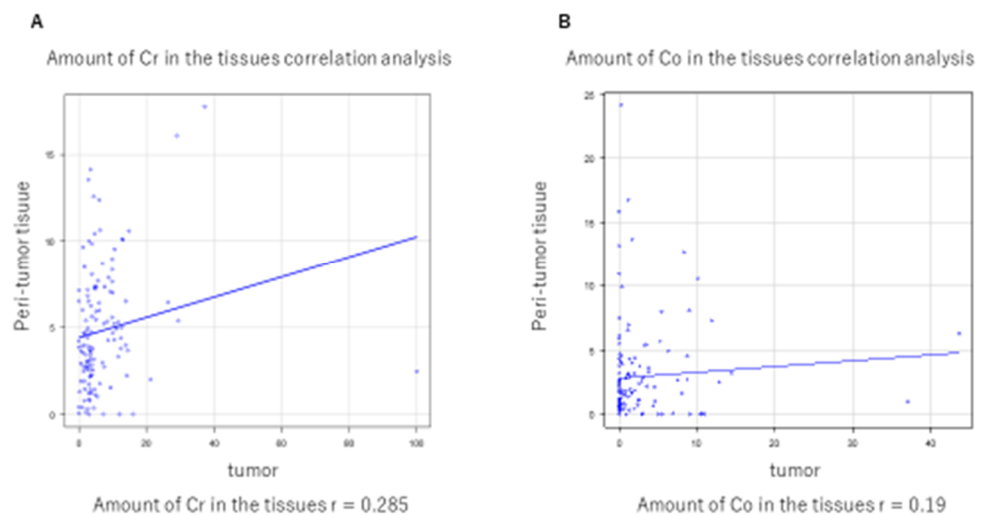 A
Amount of Cr in the tissues correlation analysis
15
10
5
0
Peri-tumor tisuue
0 20 40 60 80 100
tumor
Amount of Cr in the tissues r = 0.285
B
Amount of Co in the tissues correlation analysis
25
20
15
10
5
0
Peri-tumor tissue
0 10 20 30 40
tumor
Amount of Co in the tissues r = 0.19